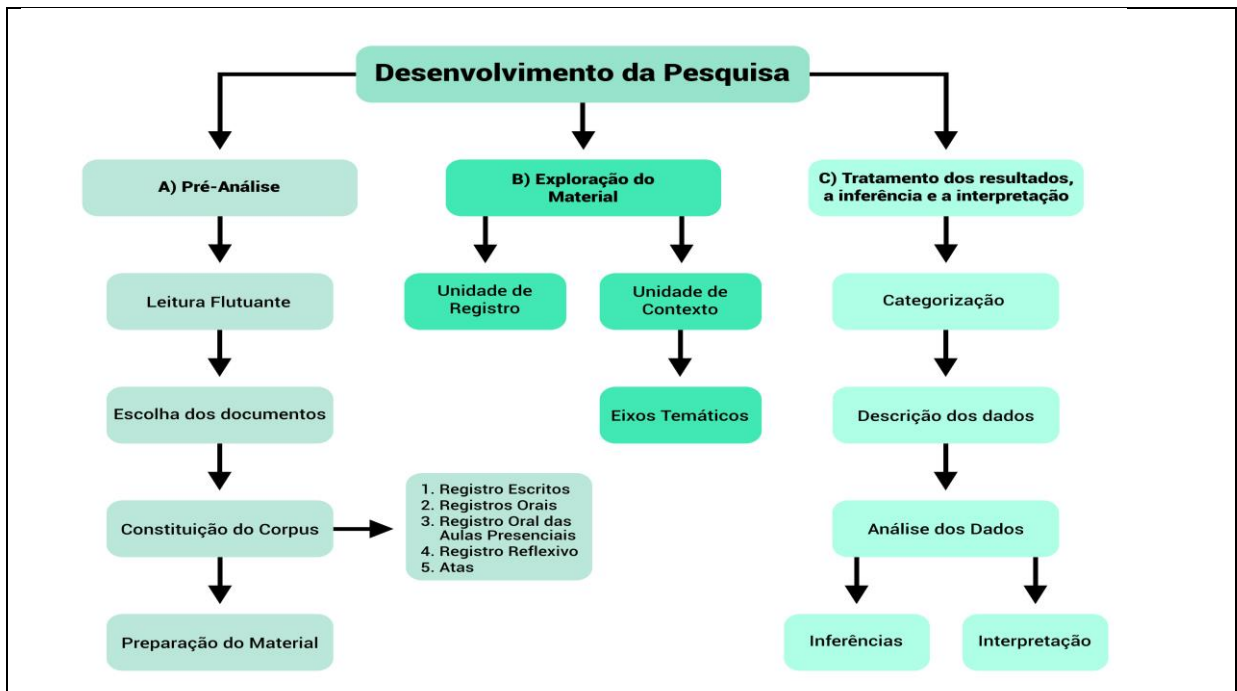 Desenvolvimento da Pesquisa
A) Pré-Análise
Leitura Flutuante
Escolha dos documentos
Constituição do Corpus
1. Registro Escritos
2. Registros Orais
3. Registro Oral das
Aulas Presenciais
4. Registro Reflexivo
5. Atas
Preparação do Material
B) Exploração do
Material
Unidade de
Registro
Unidade de
Contexto
Eixos Temáticos
C) Tratamento dos resultados,
a inferência e a interpretação
Categorização
Descrição dos dados
Análise dos Dados
Inferências
Interpretação